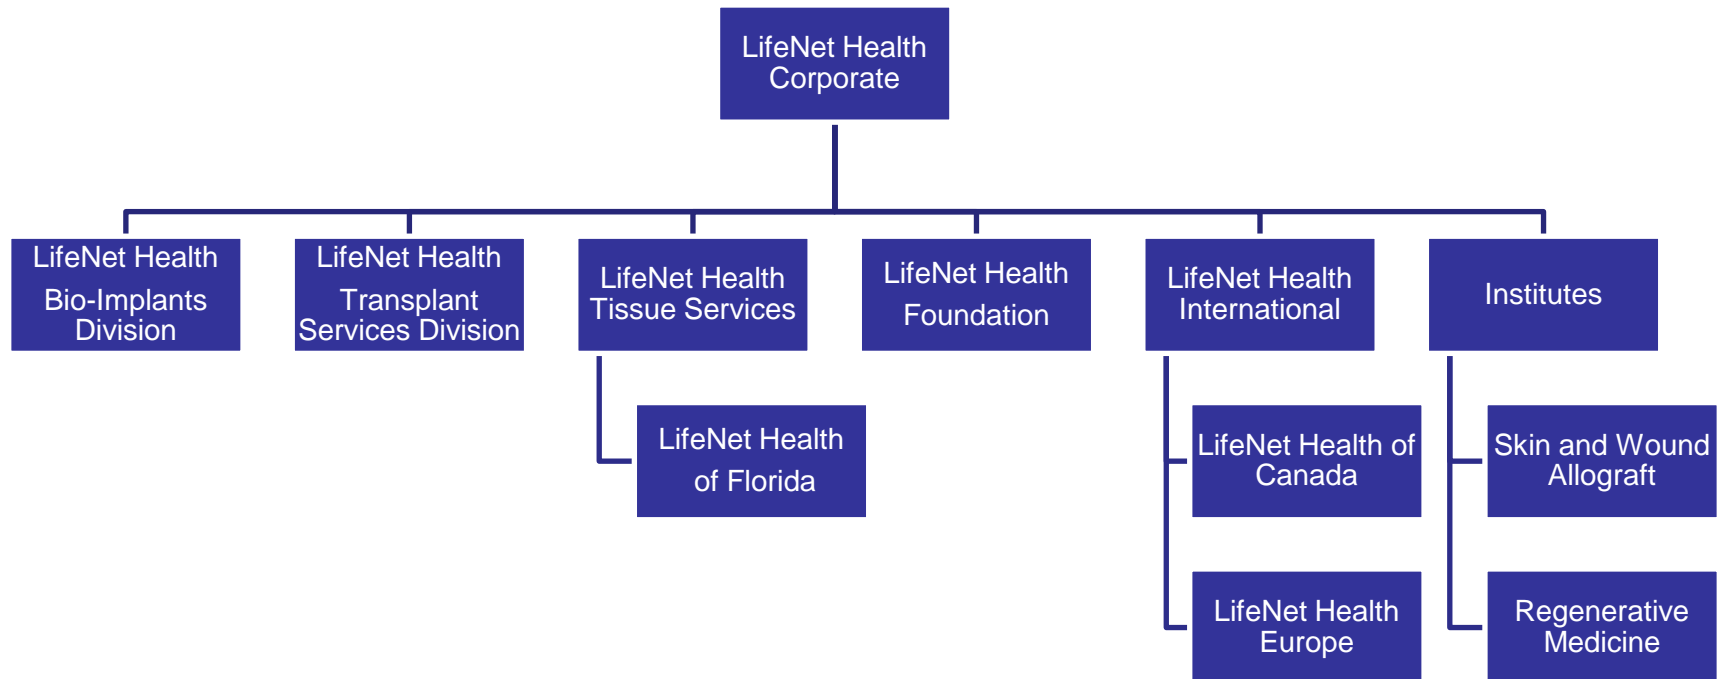 LifeNet Health
Corporate
LifeNet Health
Bio-Implants
Division
LifeNet Health
Transplant
Services Division
LifeNet Health
Tissue Services
LifeNet Health
Foundation
LifeNet Health
International
Institutes
LifeNet Health
of Florida
LifeNet Health of
Canada
Skin and Wound
Allograft
LifeNet Health
Europe
Regenerative
Medicine